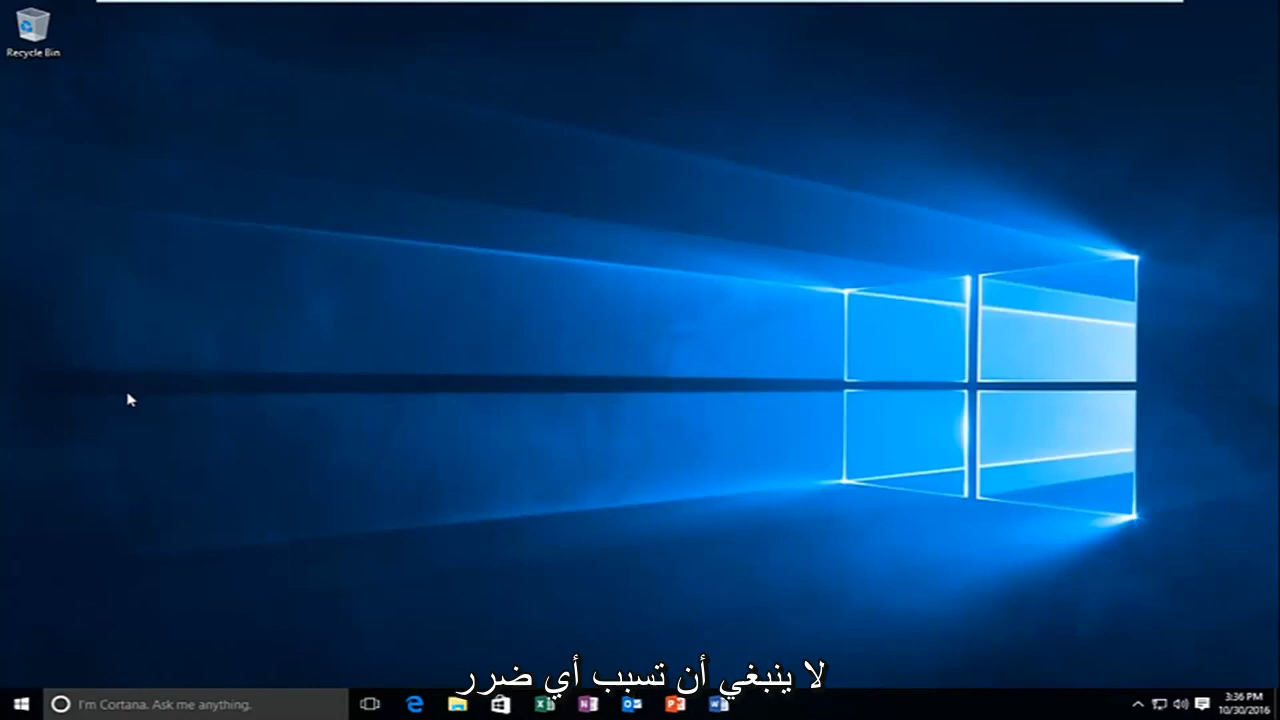 Recycle Bin
لا ينبغي أن تسبب أي ضرر
I'm Cortana. Ask me anything.
3:36 PM
10/30/2016